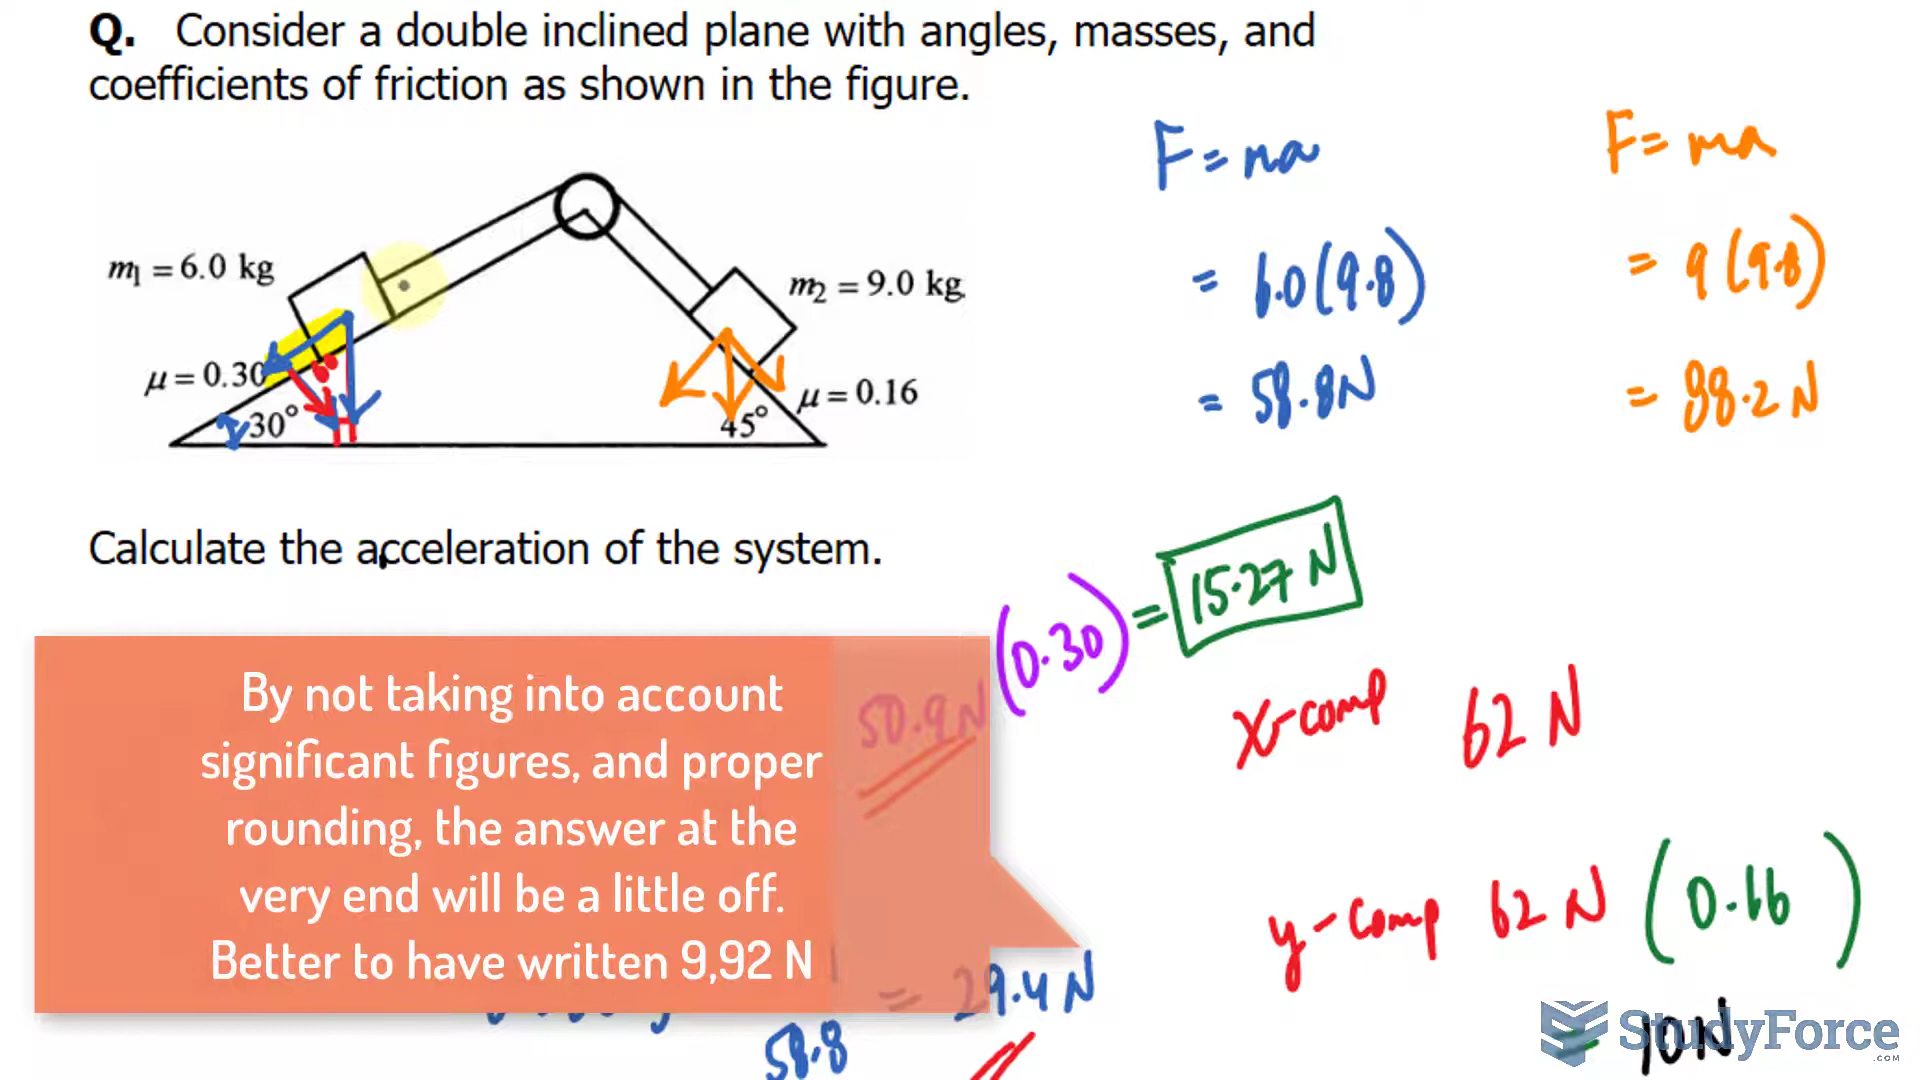 Q. Consider a double inclined plane with angles, masses, and
coefficients of friction as shown in the figure.
F = ma
= 6.0(9.8)
= 58.8N
F = ma
= 9(9.8)
= 88.2 N
m1 = 6.0 kg
m2 = 9.0 kg
μ = 0.30
μ = 0.16
30°
45°
Calculate the acceleration of the system.
50.9N (0.30) = 15.27 N
By not taking into account
significant figures, and proper
rounding, the answer at the
very end will be a little off.
Better to have written 9,92 N
x-comp 62 N
y-comp 62 N (0.16)
= 10N
= 29.4 N
58.8
StudyForce
.COM